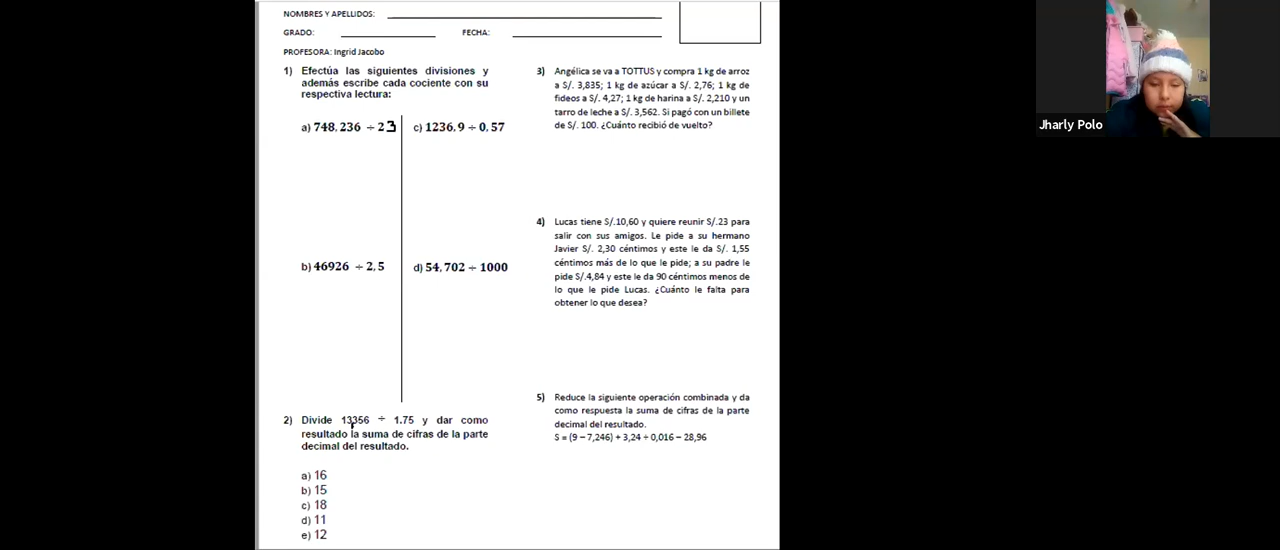 NOMBRES Y APELLIDOS:
GRADO: FECHA:
PROFESORA: Ingrid Jacobo
1) Efectúa las siguientes divisiones y
además escribe cada cociente con su
respectiva lectura:
a) 748,236 ÷ 23
c) 1236,9 ÷ 0,57
b) 46926 ÷ 2,5
d) 54,702 ÷ 1000
2) Divide 13356 ÷ 1.75 y dar como
resultado la suma de cifras de la parte
decimal del resultado.
a) 16
b) 15
c) 18
d) 11
e) 12
3) Angélica se va a TOTTUS y compra 1 kg de arroz
a S/. 3,835; 1 kg de azúcar a S/. 2,76; 1 kg de
fideos a S/. 4,27; 1 kg de harina a S/. 2,210 y un
tarro de leche a S/. 3,562. Si pagó con un billete
de S/. 100. ¿Cuánto recibió de vuelto?
4) Lucas tiene S/.10,60 y quiere reunir S/.23 para
salir con sus amigos. Le pide a su hermano
Javier S/. 2,30 céntimos y este le da S/. 1,55
céntimos más de lo que le pide; a su padre le
pide S/.4,84 y este le da 90 céntimos menos de
lo que le pide Lucas. ¿Cuánto le falta para
obtener lo que desea?
5) Reduce la siguiente operación combinada y da
como respuesta la suma de cifras de la parte
decimal del resultado.
S = (9 – 7,246) + 3,24 ÷ 0,016 – 28,96
Jharly Polo